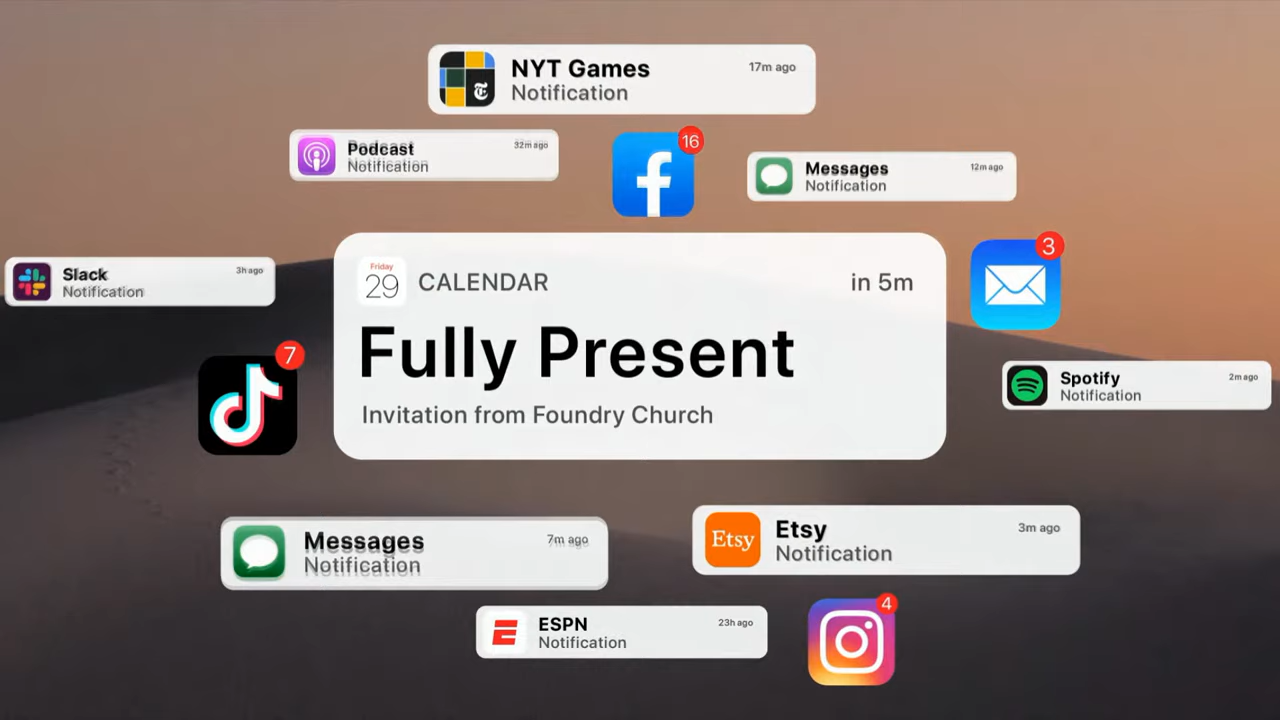 NYT Games
17m ago
Notification
Podcast
32m ago
Notification
16
Messages
12m ago
Notification
3
Slack
3h ago
Notification
Friday
29
CALENDAR
in 5m
Fully Present
Invitation from Foundry Church
7
Spotify
2m ago
Notification
Messages
7m ago
Notification
Etsy
Etsy
3m ago
Notification
ESPN
23h ago
Notification
4